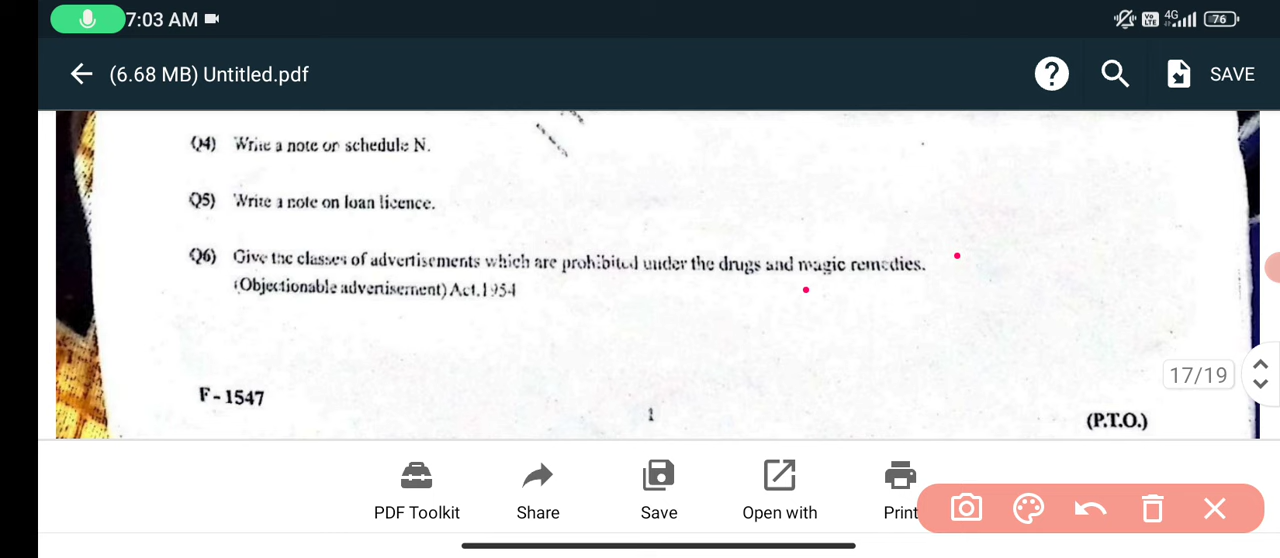 7:03 AM
4G 76
(6.68 MB) Untitled.pdf
? SAVE
Q4) Write a note on schedule N.
Q5) Write a note on loan licence.
Q6) Give the classes of advertisements which are prohibited under the drugs and magic remedies.
(Objectionable advertisement) Act.1954
17/19
F - 1547
1
(P.T.O.)
PDF Toolkit Share Save Open with Print